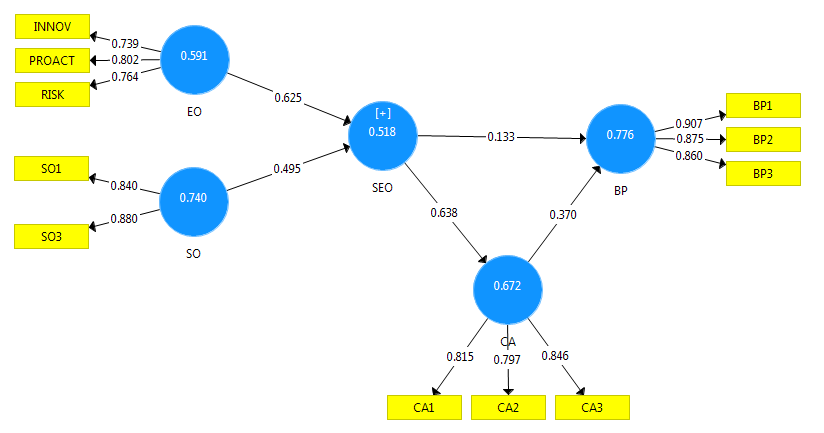 INNOV
0.739
PROACT
0.802
0.764
RISK
0.591
EO
0.625
[+]
0.518
SEO
0.133
0.776
BP
0.907
BP1
0.875
BP2
0.860
BP3
SO1
0.840
0.740
0.495
0.880
SO3
SO
0.638
0.370
0.672
CA
0.815
0.797
0.846
CA1
CA2
CA3